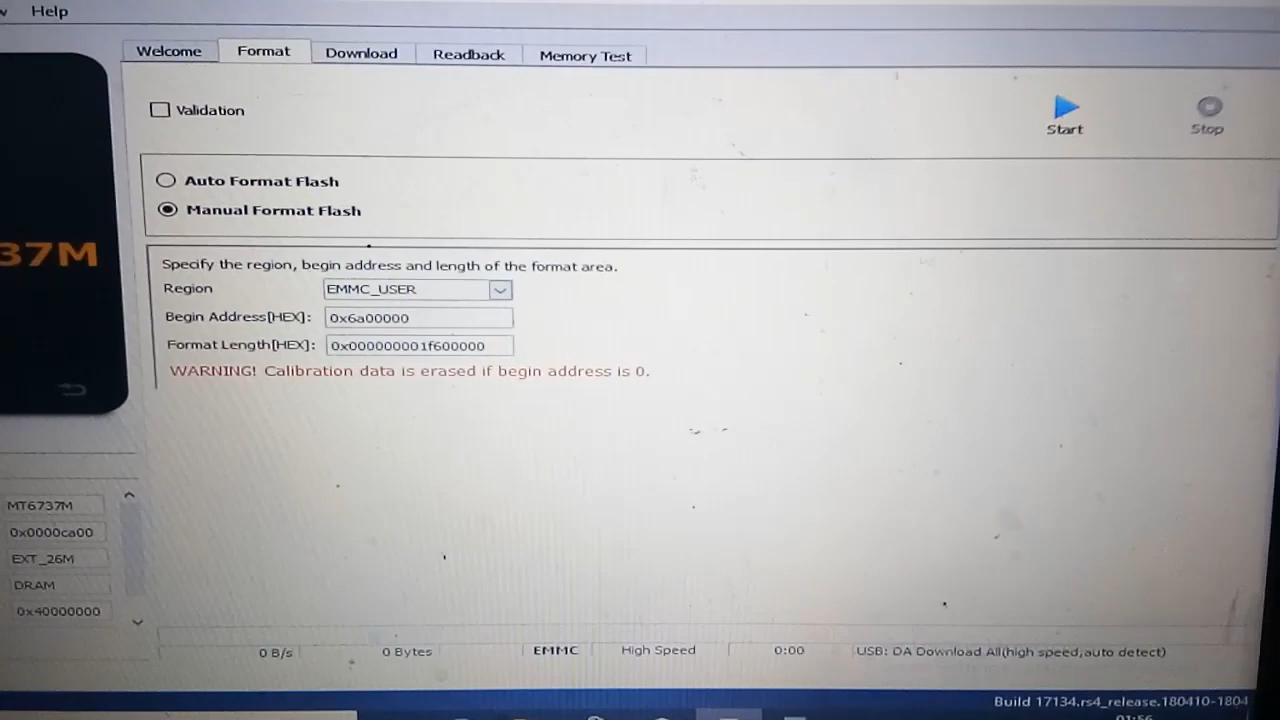 Help
Welcome Format Download Readback Memory Test
Validation
Start
Stop
Auto Format Flash
Manual Format Flash
37M
Specify the region, begin address and length of the format area.
Region EMMC_USER
Begin Address[HEX]: 0x6a00000
Format Length[HEX]: 0x000000001f600000
WARNING! Calibration data is erased if begin address is 0.
MT6737M
0x0000ca00
EXT_26M
DRAM
0x40000000
0 B/s 0 Bytes EMMC High Speed 0:00 USB: DA Download All(high speed,auto detect)
Build 17134.rs4_release.180410-1804